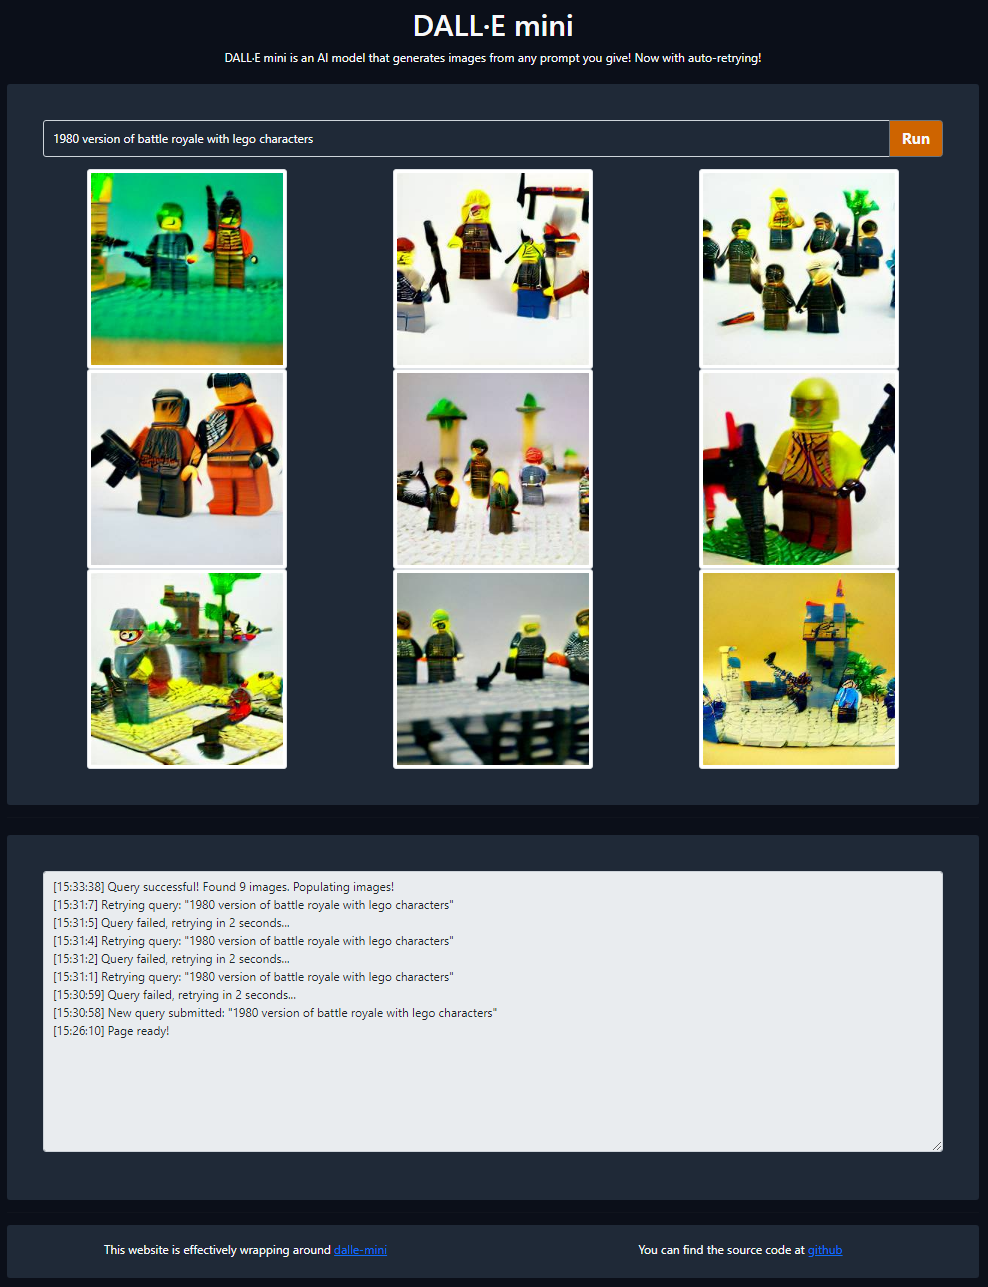 DALL·E mini
DALL·E mini is an AI model that generates images from any prompt you give! Now with auto-retrying!
1980 version of battle royale with lego characters
Run
[15:33:38] Query successful! Found 9 images. Populating images!
[15:31:7] Retrying query: "1980 version of battle royale with lego characters"
[15:31:5] Query failed, retrying in 2 seconds...
[15:31:4] Retrying query: "1980 version of battle royale with lego characters"
[15:31:2] Query failed, retrying in 2 seconds...
[15:31:1] Retrying query: "1980 version of battle royale with lego characters"
[15:30:59] Query failed, retrying in 2 seconds...
[15:30:58] New query submitted: "1980 version of battle royale with lego characters"
[15:26:10] Page ready!
This website is effectively wrapping around dalle-mini
You can find the source code at github